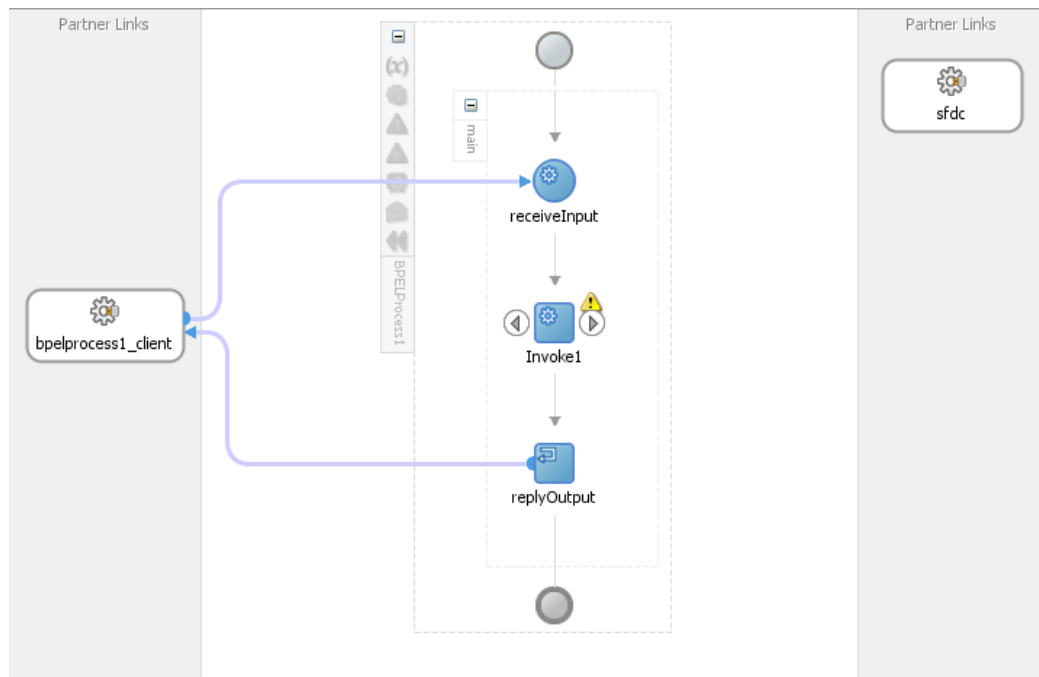 Partner Links
Partner Links
(x)
sfdc
main
receiveInput
BPELProcess1
bpelprocess1_client
Invoke1
replyOutput